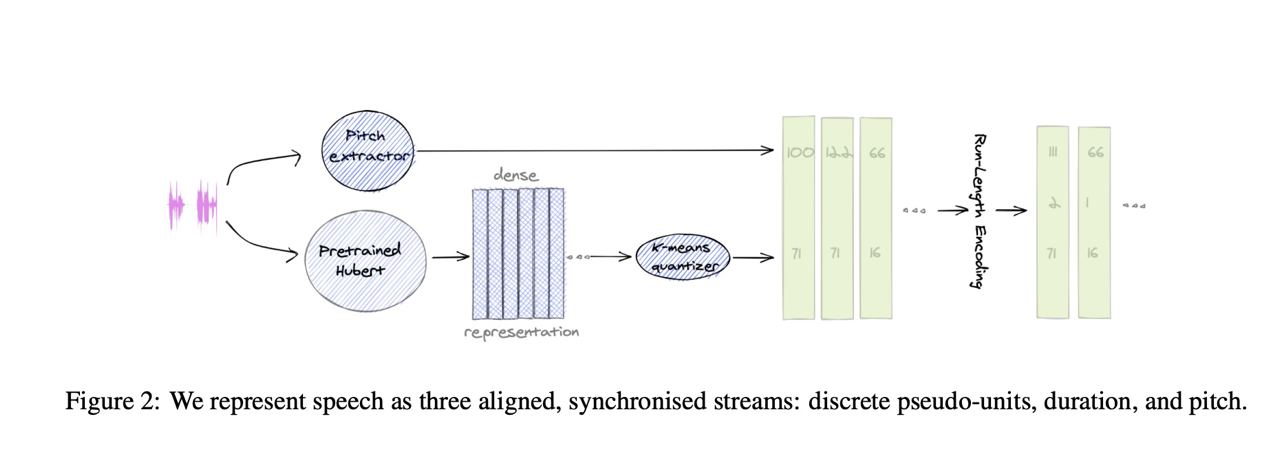 Pitch
extractor
dense
Pretrained
Hubert
representation
K-means
quantizer
100 122 66
71 71 16
Run-Length Encoding
111 66
2 1
71 16
Figure 2: We represent speech as three aligned, synchronised streams: discrete pseudo-units, duration, and pitch.